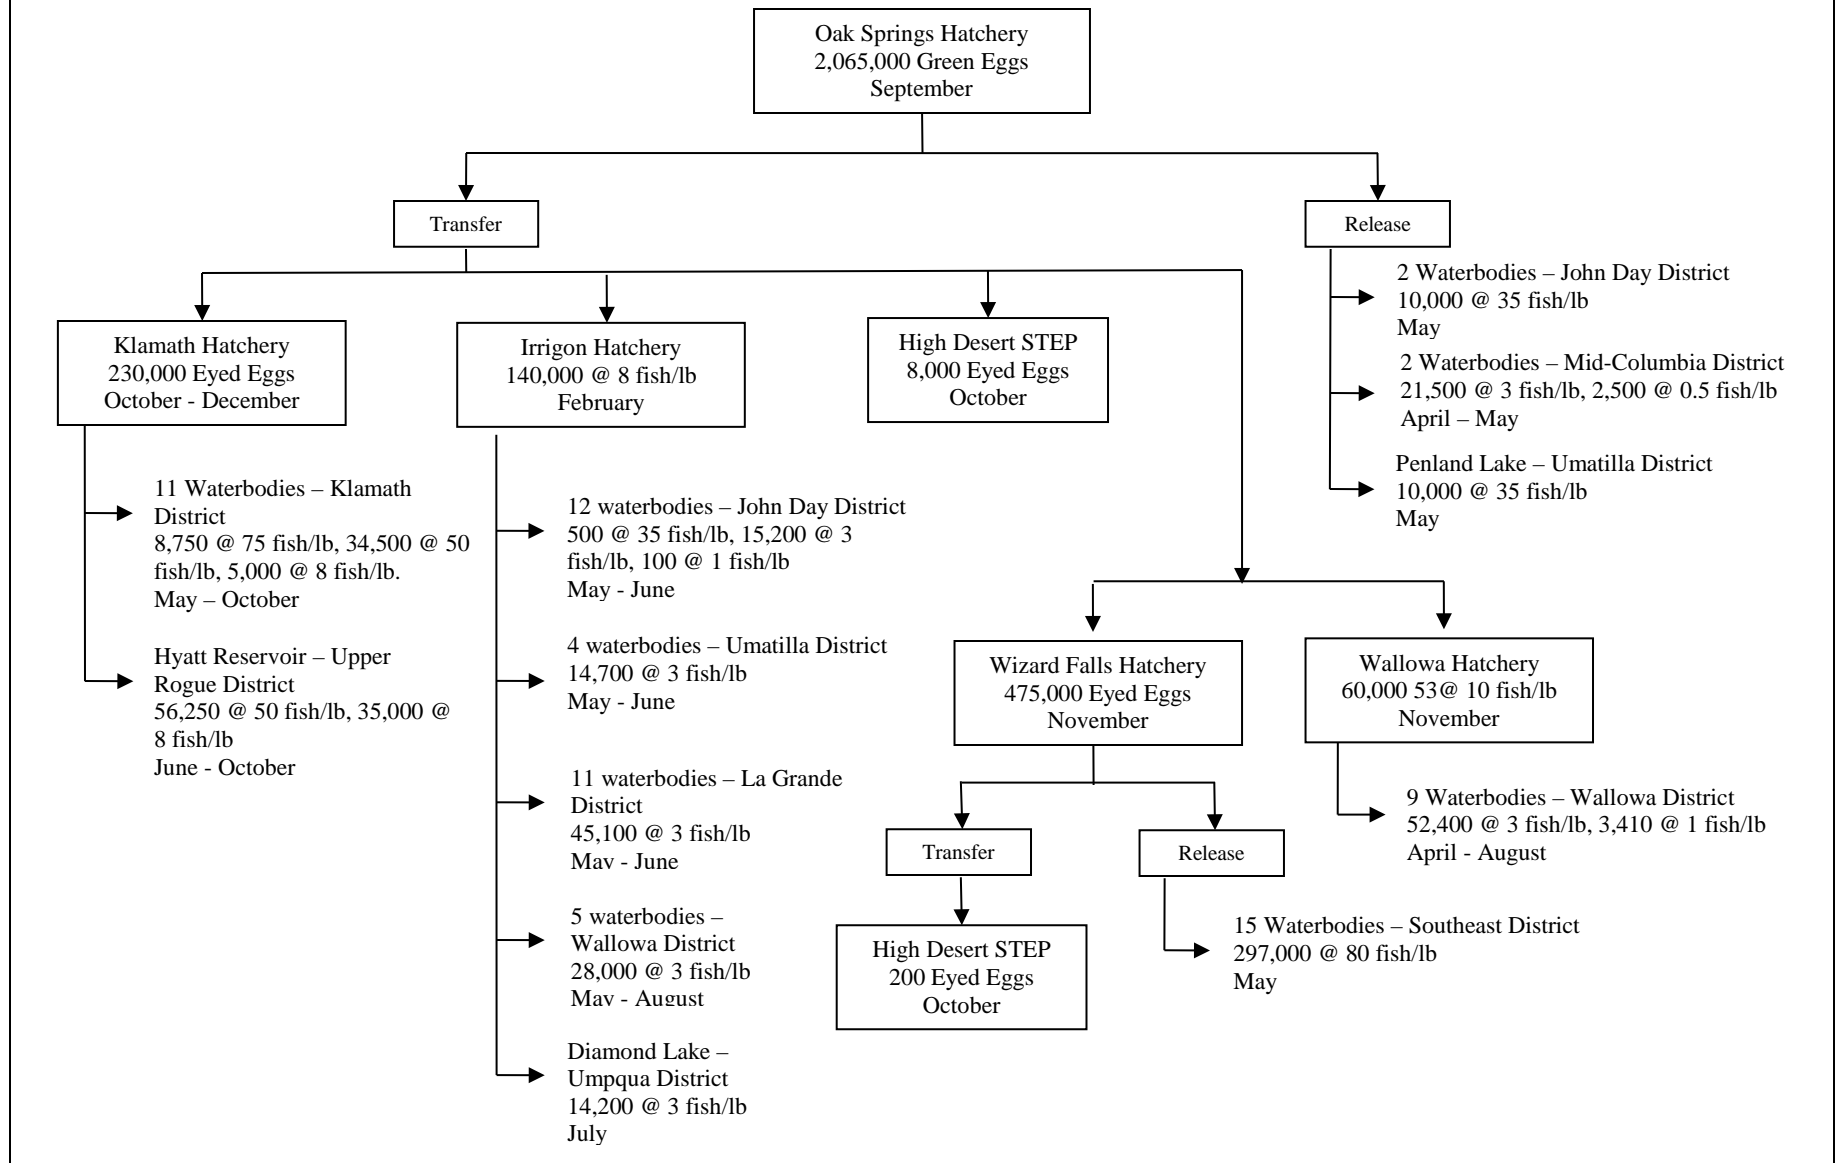 Oak Springs Hatchery
2,065,000 Green Eggs
September
Transfer
Release
Klamath Hatchery
230,000 Eyed Eggs
October - December
11 Waterbodies – Klamath
District
8,750 @ 75 fish/lb, 34,500 @ 50
fish/lb, 5,000 @ 8 fish/lb.
May – October
Hyatt Reservoir – Upper
Rogue District
56,250 @ 50 fish/lb, 35,000 @
8 fish/lb
June - October
Irrigon Hatchery
140,000 @ 8 fish/lb
February
12 waterbodies – John Day District
500 @ 35 fish/lb, 15,200 @ 3
fish/lb, 100 @ 1 fish/lb
May - June
4 waterbodies – Umatilla District
14,700 @ 3 fish/lb
May - June
11 waterbodies – La Grande
District
45,100 @ 3 fish/lb
May - June
5 waterbodies –
Wallowa District
28,000 @ 3 fish/lb
May - August
Diamond Lake –
Umpqua District
14,200 @ 3 fish/lb
July
High Desert STEP
8,000 Eyed Eggs
October
Wizard Falls Hatchery
475,000 Eyed Eggs
November
Transfer
High Desert STEP
200 Eyed Eggs
October
Release
15 Waterbodies – Southeast District
297,000 @ 80 fish/lb
May
Wallowa Hatchery
60,000 53@ 10 fish/lb
November
9 Waterbodies – Wallowa District
52,400 @ 3 fish/lb, 3,410 @ 1 fish/lb
April - August
2 Waterbodies – John Day District
10,000 @ 35 fish/lb
May
2 Waterbodies – Mid-Columbia District
21,500 @ 3 fish/lb, 2,500 @ 0.5 fish/lb
April – May
Penland Lake – Umatilla District
10,000 @ 35 fish/lb
May